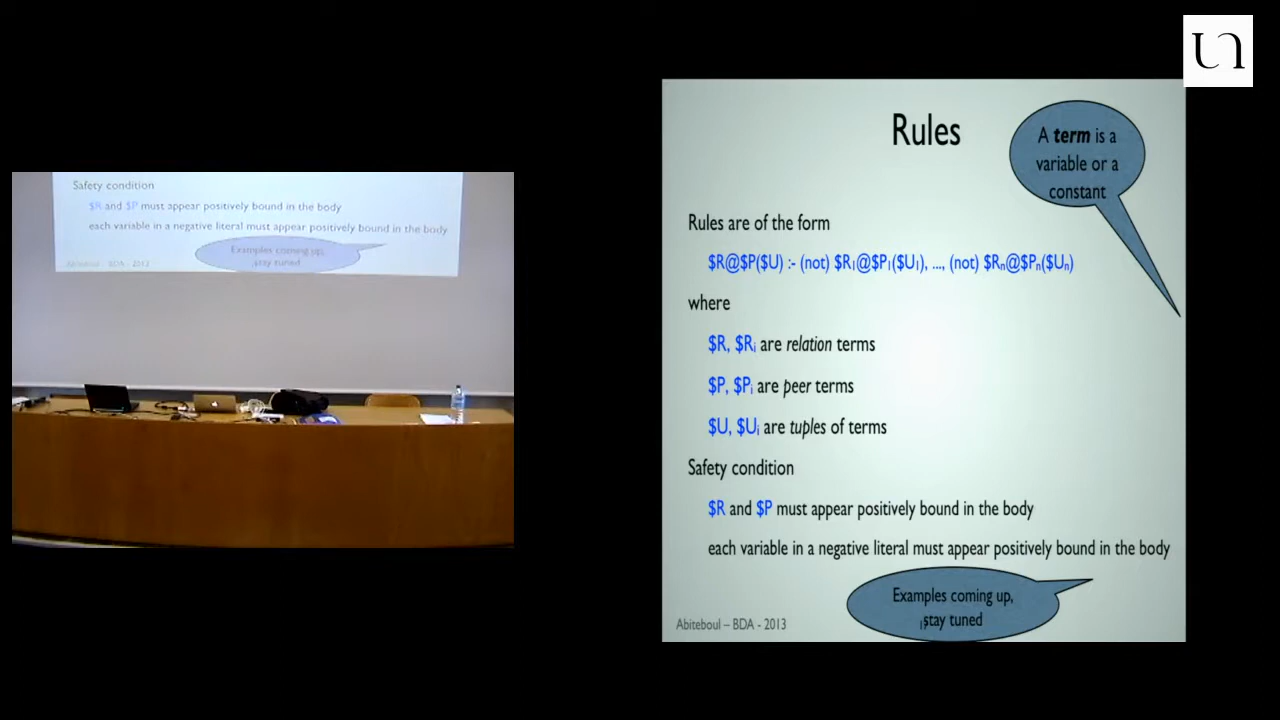 Safety condition
$R and $P must appear positively bound in the body
each variable in a negative literal must appear positively bound in the body
Examples coming up,
stay tuned
Abiteboul – BDA - 2013
Rules
A term is a
variable or a
constant
Rules are of the form
$R@$P($U) :- (not) $R₁@$P₁($U₁), ..., (not) $Rₙ@$Pₙ($Uₙ)
where
$R, $Rᵢ are relation terms
$P, $Pᵢ are peer terms
$U, $Uᵢ are tuples of terms
Safety condition
$R and $P must appear positively bound in the body
each variable in a negative literal must appear positively bound in the body
Examples coming up,
stay tuned
Abiteboul – BDA - 2013